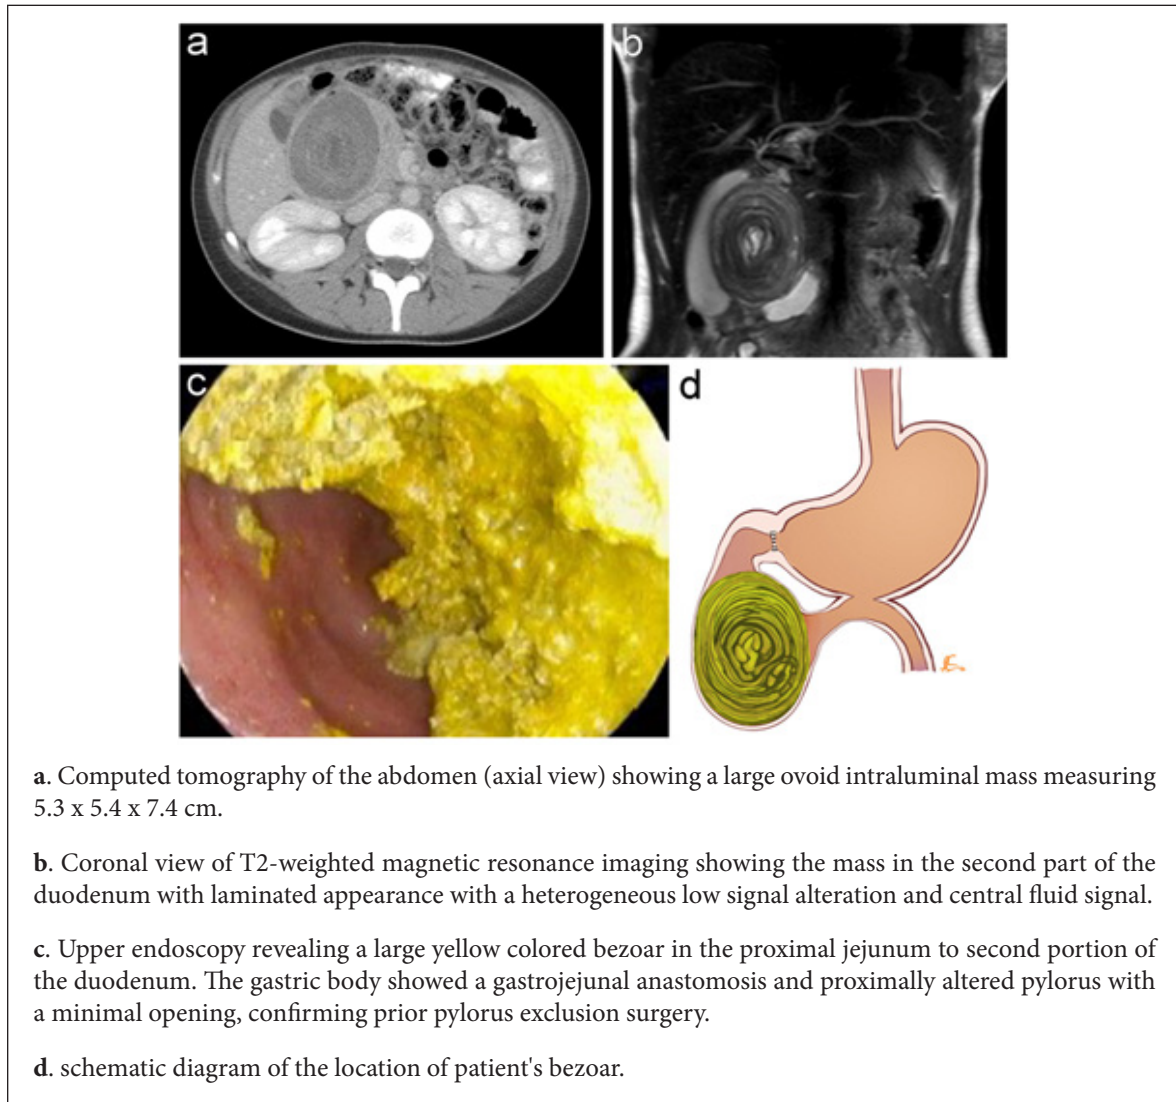 a
b
c
d
a. Computed tomography of the abdomen (axial view) showing a large ovoid intraluminal mass measuring
5.3 x 5.4 x 7.4 cm.
b. Coronal view of T2-weighted magnetic resonance imaging showing the mass in the second part of the
duodenum with laminated appearance with a heterogeneous low signal alteration and central fluid signal.
c. Upper endoscopy revealing a large yellow colored bezoar in the proximal jejunum to second portion of
the duodenum. The gastric body showed a gastrojejunal anastomosis and proximally altered pylorus with
a minimal opening, confirming prior pylorus exclusion surgery.
d. schematic diagram of the location of patient's bezoar.